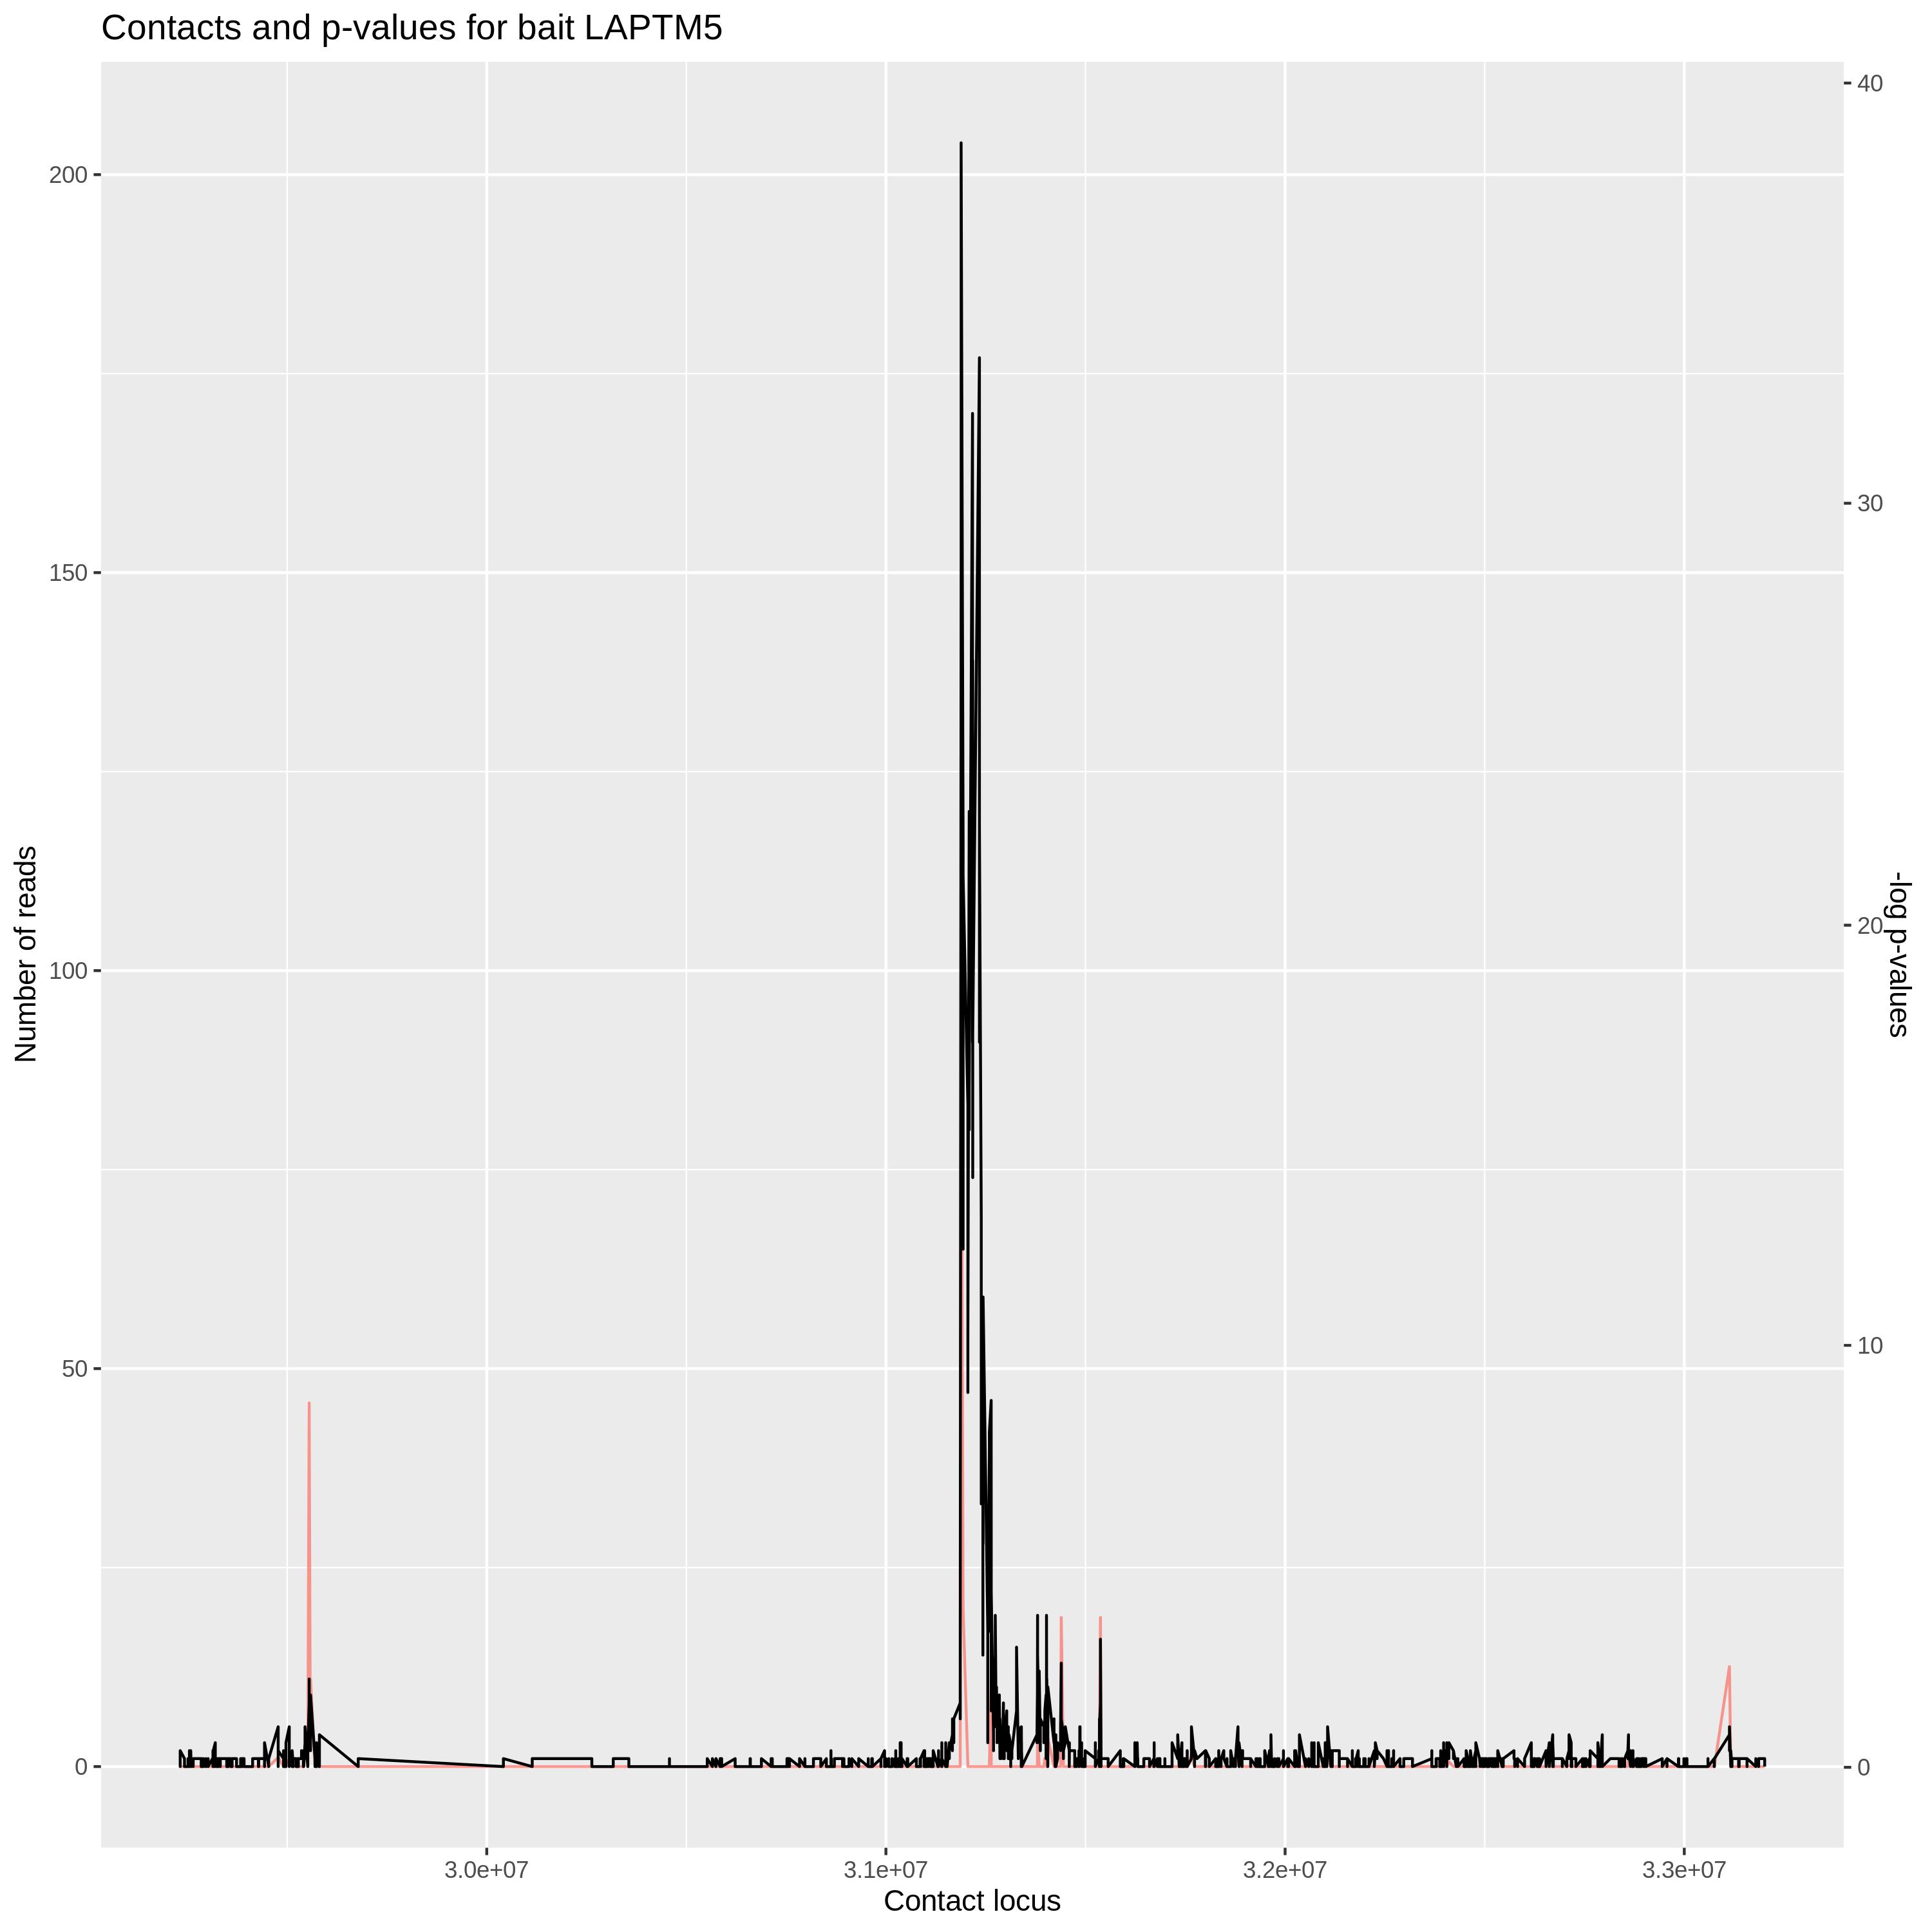 Contacts and p-values for bait LAPTM5
Number of reads
200
150
100
50
0
40
30
20
10
0
-log p-values
3.0e+07
3.1e+07
3.2e+07
3.3e+07
Contact locus